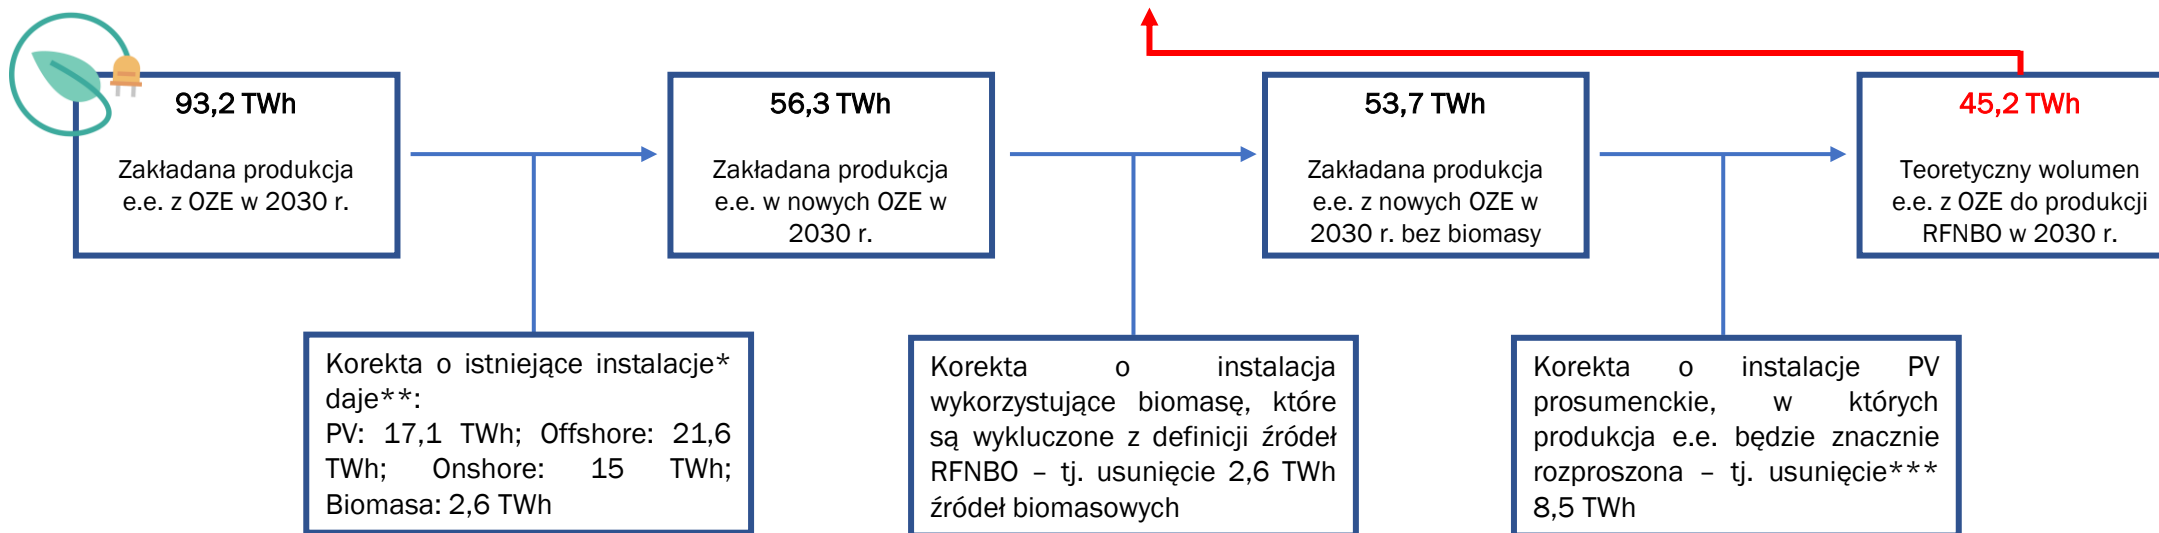 93,2 TWh
Zakładana produkcja
e.e. z OZE w 2030 r.
56,3 TWh
Zakładana produkcja
e.e. w nowych OZE w
2030 r.
53,7 TWh
Zakładana produkcja
e.e. z nowych OZE w
2030 r. bez biomasy
45,2 TWh
Teoretyczny wolumen
e.e. z OZE do produkcji
RFNBO w 2030 r.
Korekta o istniejące instalacje*
daje**:
PV: 17,1 TWh; Offshore: 21,6
TWh; Onshore: 15 TWh;
Biomasa: 2,6 TWh
Korekta o instalacja
wykorzystujące biomasę, które
są wykluczone z definicji źródeł
RFNBO – tj. usunięcie 2,6 TWh
źródeł biomasowych
Korekta o instalacje PV
prosumenckie, w których
produkcja e.e. będzie znacznie
rozproszona – tj. usunięcie***
8,5 TWh